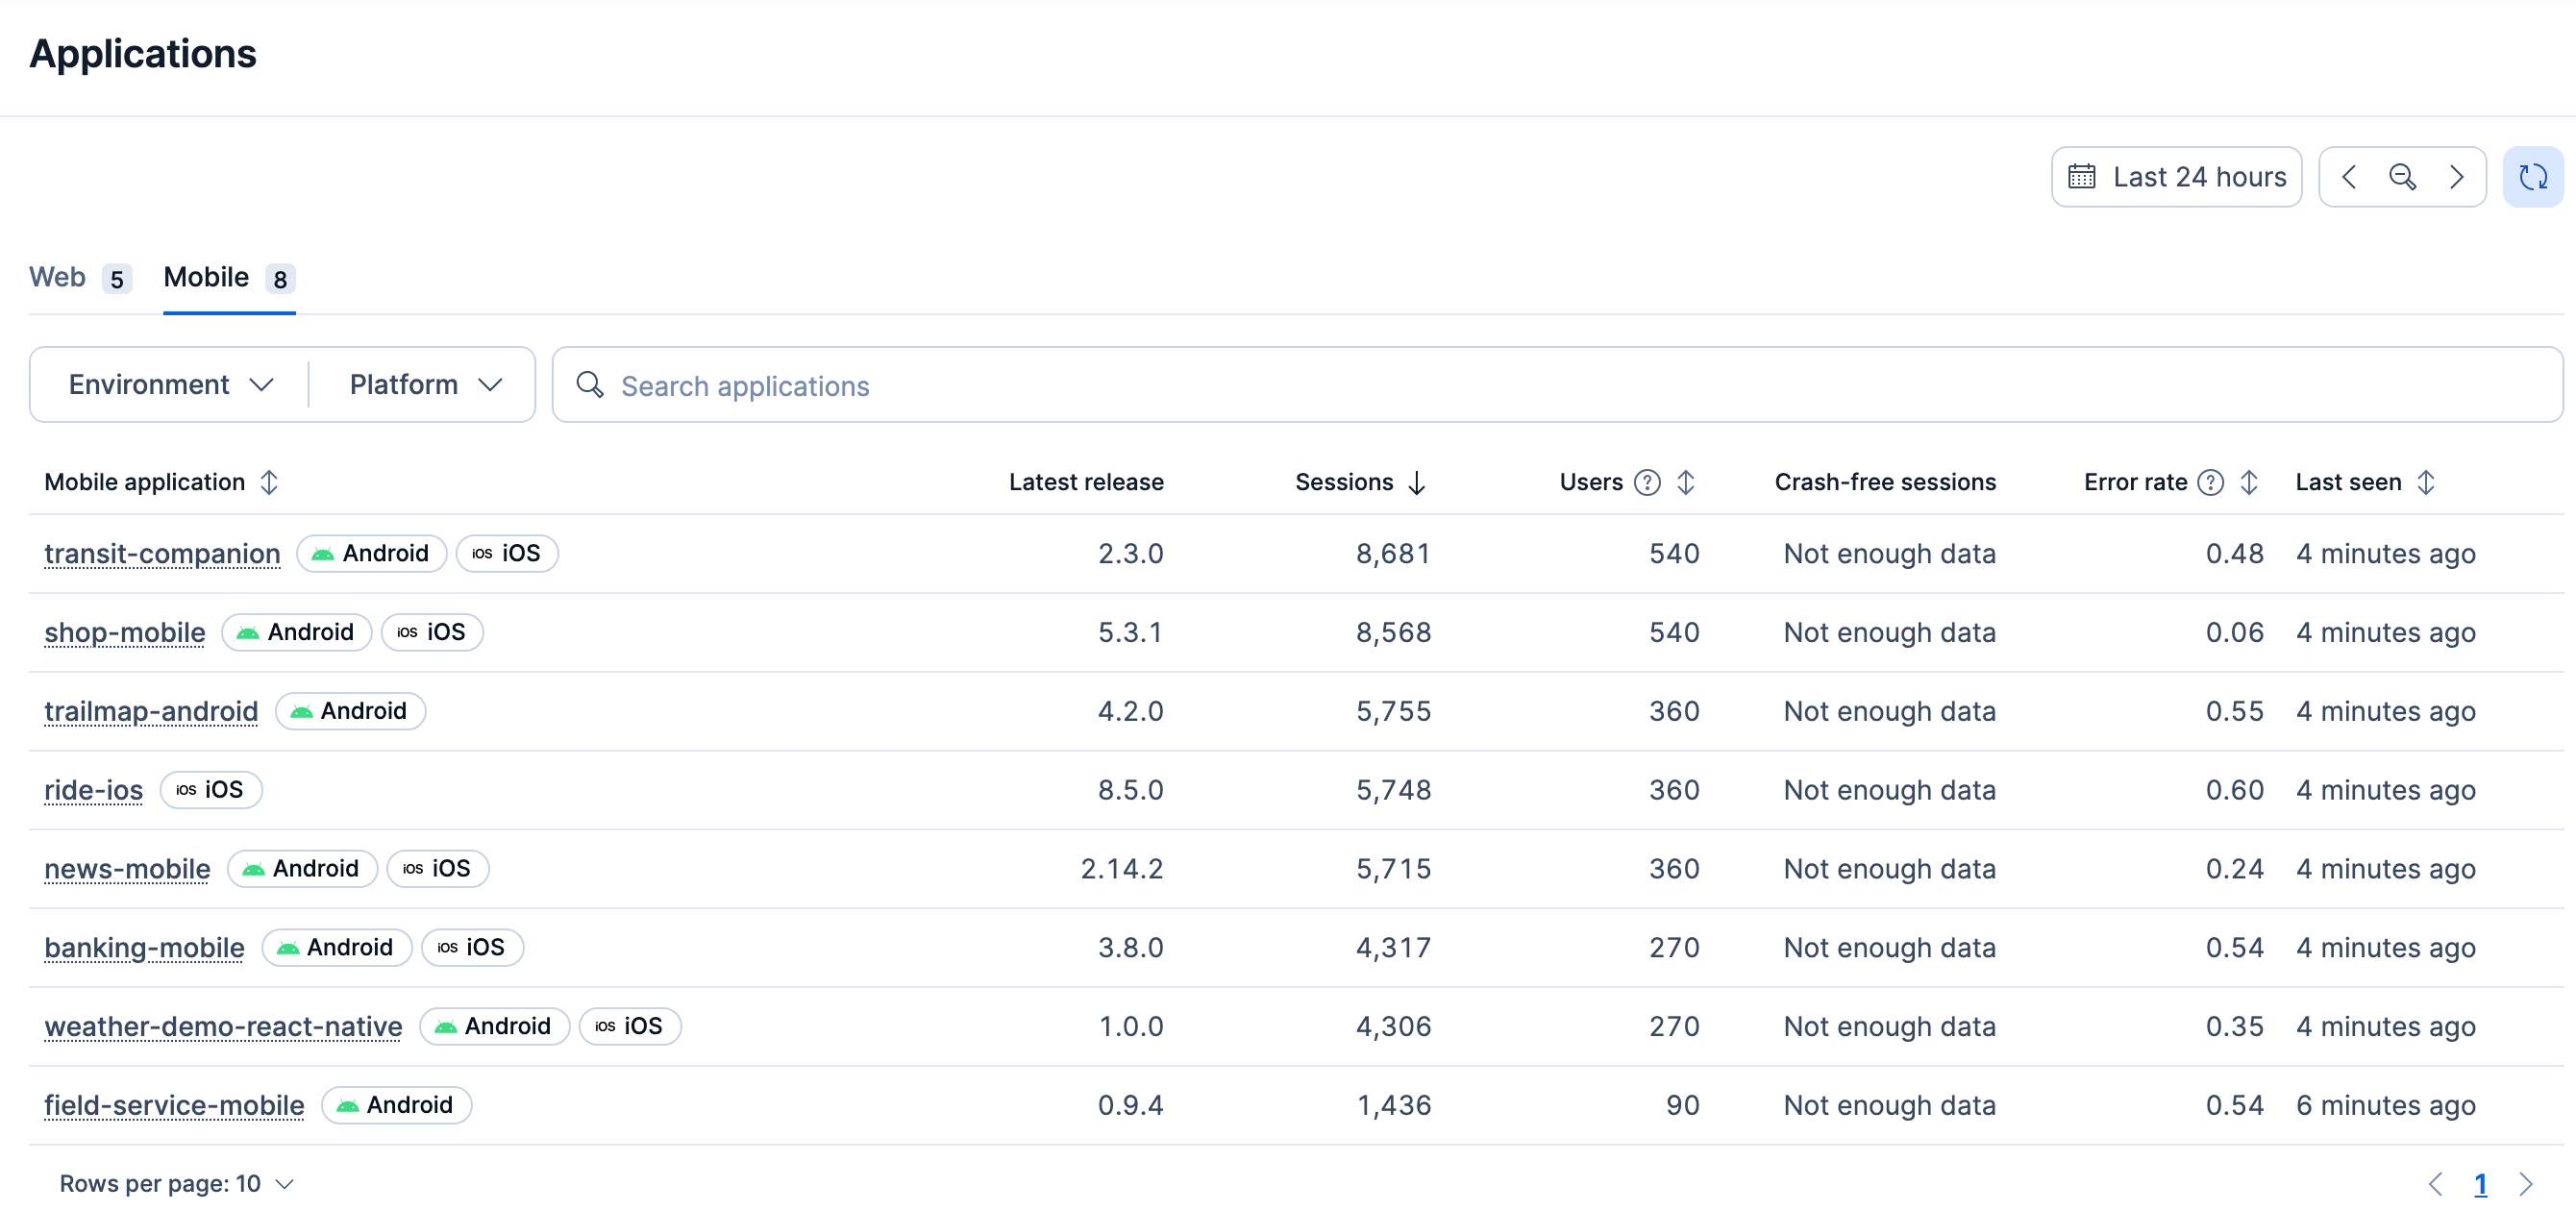 Applications
Last 24 hours
Web 5 Mobile 8
Environment Platform Search applications
Mobile application Latest release Sessions Users ? Crash-free sessions Error rate ? Last seen
transit-companion Android iOS iOS 2.3.0 8,681 540 Not enough data 0.48 4 minutes ago
shop-mobile Android iOS iOS 5.3.1 8,568 540 Not enough data 0.06 4 minutes ago
trailmap-android Android 4.2.0 5,755 360 Not enough data 0.55 4 minutes ago
ride-ios iOS iOS 8.5.0 5,748 360 Not enough data 0.60 4 minutes ago
news-mobile Android iOS iOS 2.14.2 5,715 360 Not enough data 0.24 4 minutes ago
banking-mobile Android iOS iOS 3.8.0 4,317 270 Not enough data 0.54 4 minutes ago
weather-demo-react-native Android iOS iOS 1.0.0 4,306 270 Not enough data 0.35 4 minutes ago
field-service-mobile Android 0.9.4 1,436 90 Not enough data 0.54 6 minutes ago
Rows per page: 10 1